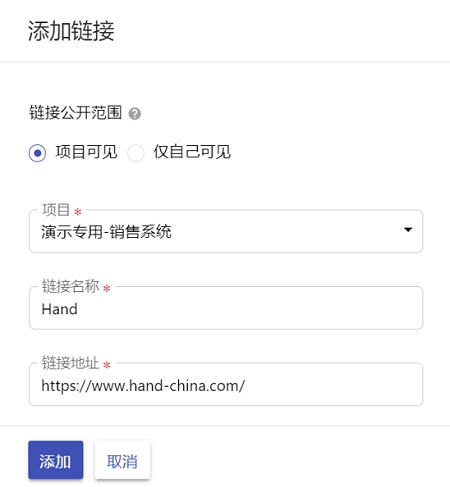 添加链接
链接公开范围 ?
项目可见 仅自己可见
项目 *
演示专用-销售系统
链接名称 *
Hand
链接地址 *
https://www.hand-china.com/
添加 取消